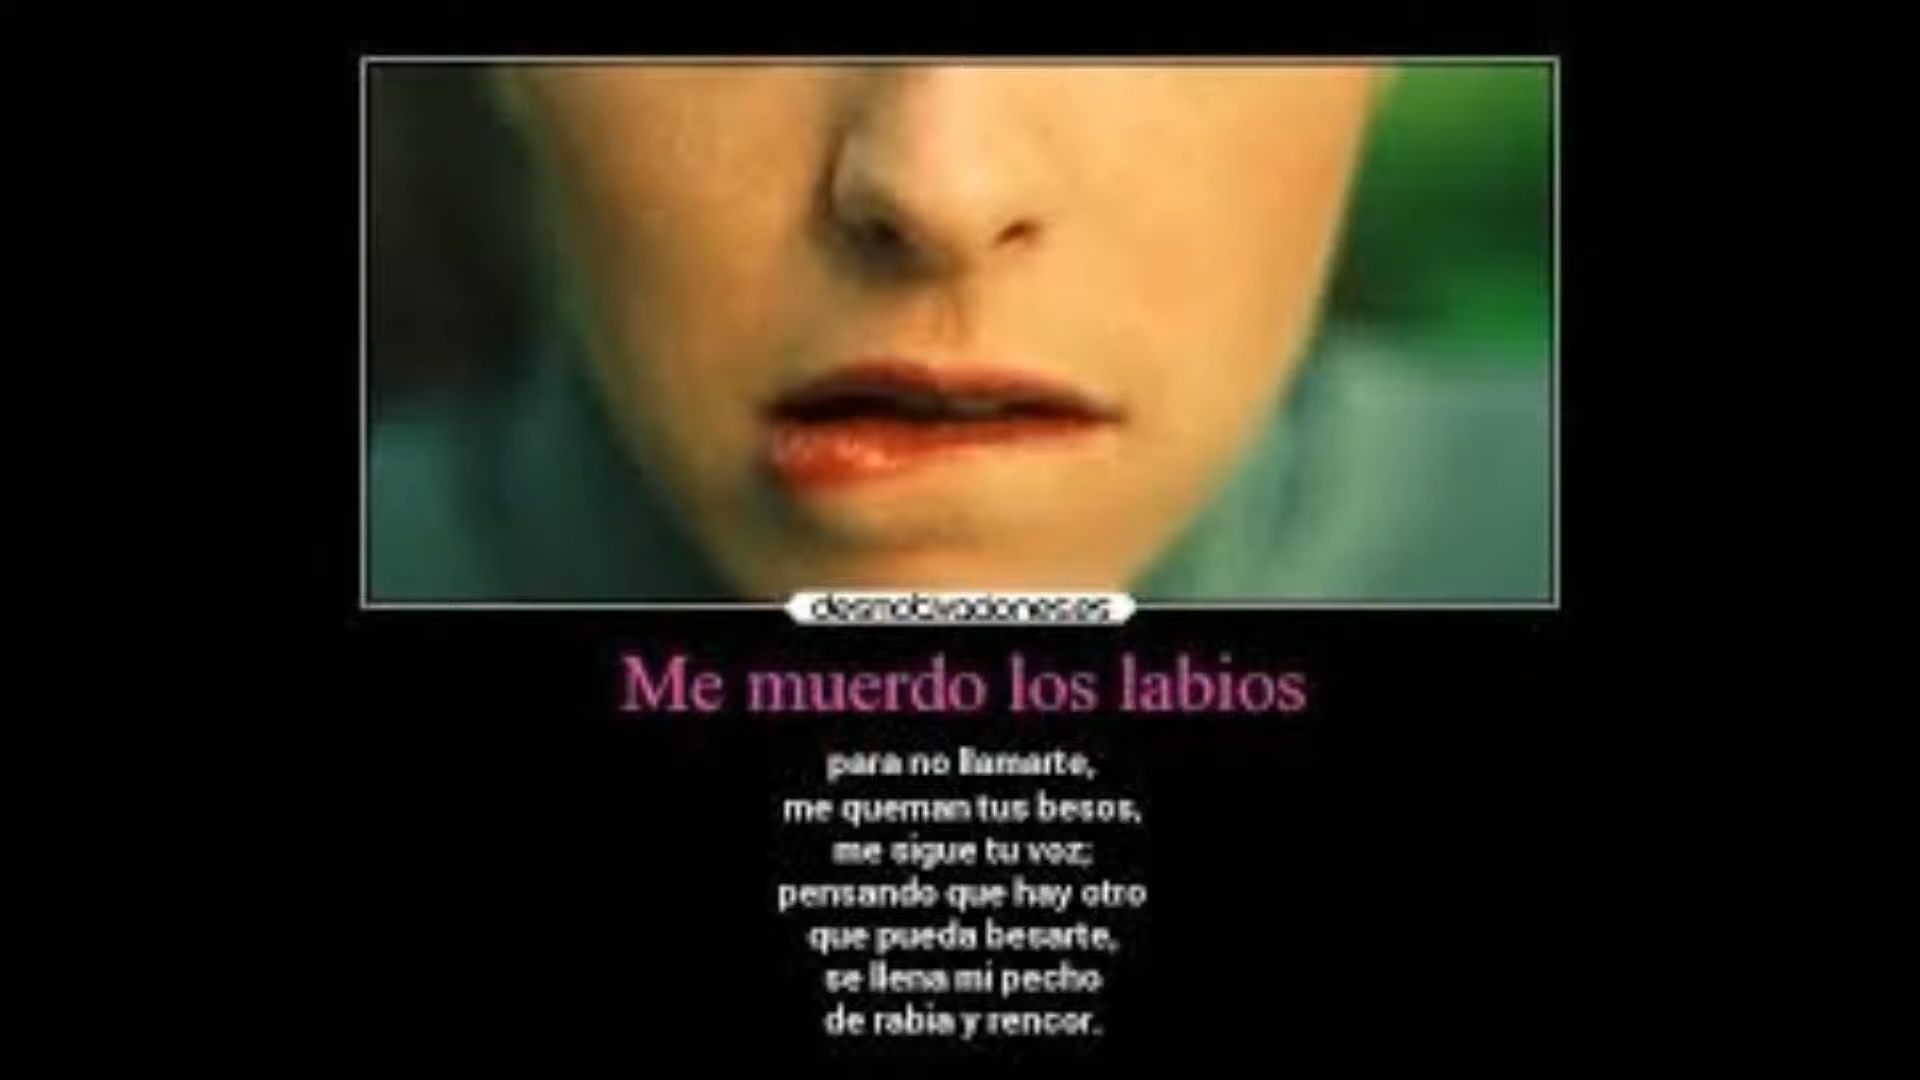 desmotivaciones.es
Me muerdo los labios
para no llamarte,
me queman tus besos,
me sigue tu voz;
pensando que hay otro
que pueda besarte,
se llena mi pecho
de rabia y rencor.